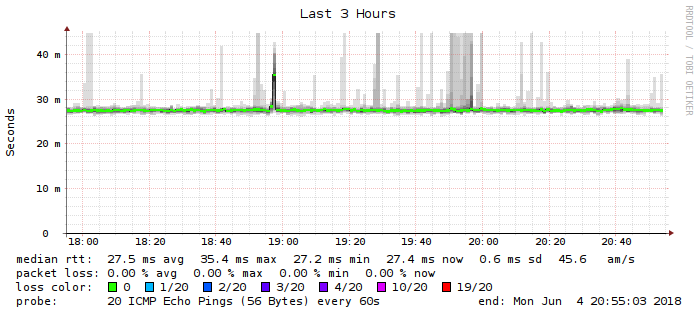 Last 3 Hours
RRDTOOL / TOBI OETIKER
Seconds
40 m
30 m
20 m
10 m
0
18:00 18:20 18:40 19:00 19:20 19:40 20:00 20:20 20:40
median rtt: 27.5 ms avg 35.4 ms max 27.2 ms min 27.4 ms now 0.6 ms sd 45.6 am/s
packet loss: 0.00 % avg 0.00 % max 0.00 % min 0.00 % now
loss color: 0 1/20 2/20 3/20 4/20 10/20 19/20
probe: 20 ICMP Echo Pings (56 Bytes) every 60s end: Mon Jun 4 20:55:03 2018